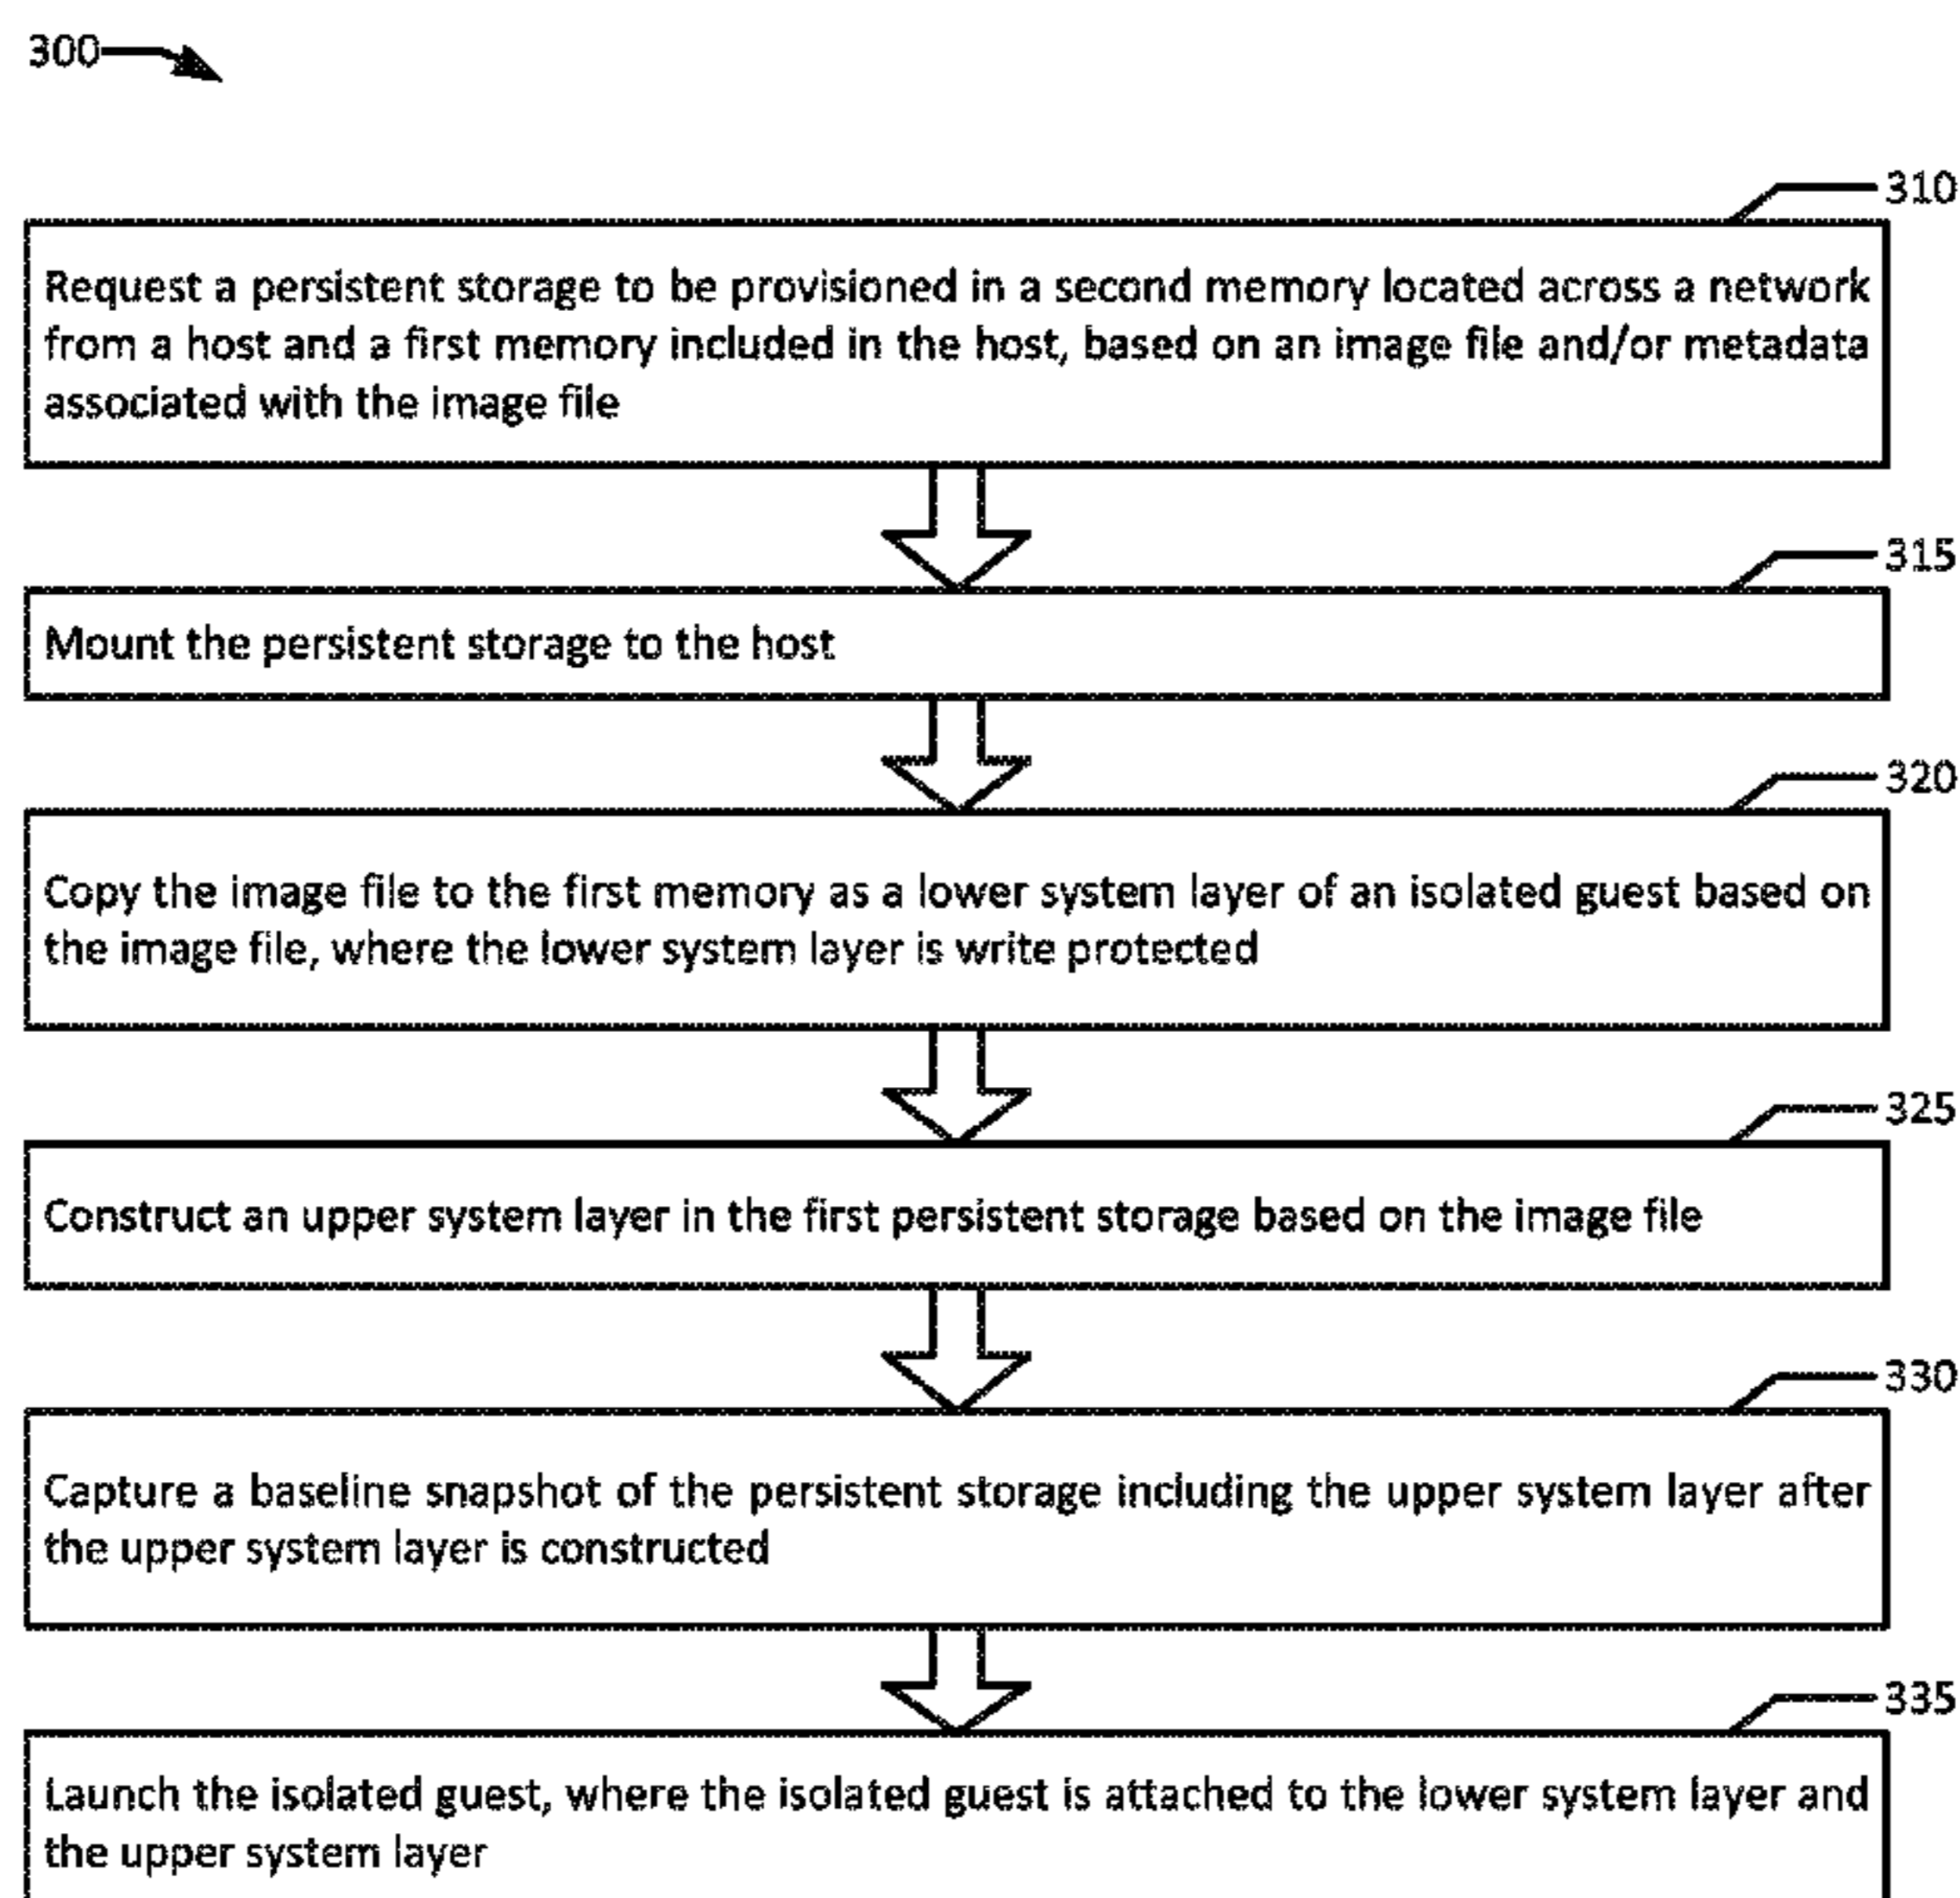 300
310
Request a persistent storage to be provisioned in a second memory located across a network
from a host and a first memory included in the host, based on an image file and/or metadata
associated with the image file
315
Mount the persistent storage to the host
320
Copy the image file to the first memory as a lower system layer of an isolated guest based on
the image file, where the lower system layer is write protected
325
Construct an upper system layer in the first persistent storage based on the image file
330
Capture a baseline snapshot of the persistent storage including the upper system layer after
the upper system layer is constructed
335
Launch the isolated guest, where the isolated guest is attached to the lower system layer and
the upper system layer